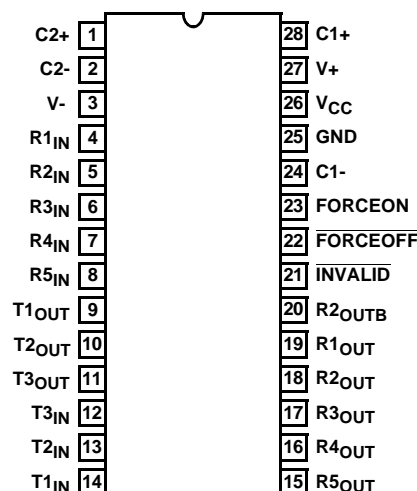 C2+ 1 28 C1+
C2- 2 27 V+
V- 3 26 VCC
R1IN 4 25 GND
R2IN 5 24 C1-
R3IN 6 23 FORCEON
R4IN 7 22 FORCEOFF
R5IN 8 21 INVALID
T1OUT 9 20 R2OUTB
T2OUT 10 19 R1OUT
T3OUT 11 18 R2OUT
T3IN 12 17 R3OUT
T2IN 13 16 R4OUT
T1IN 14 15 R5OUT